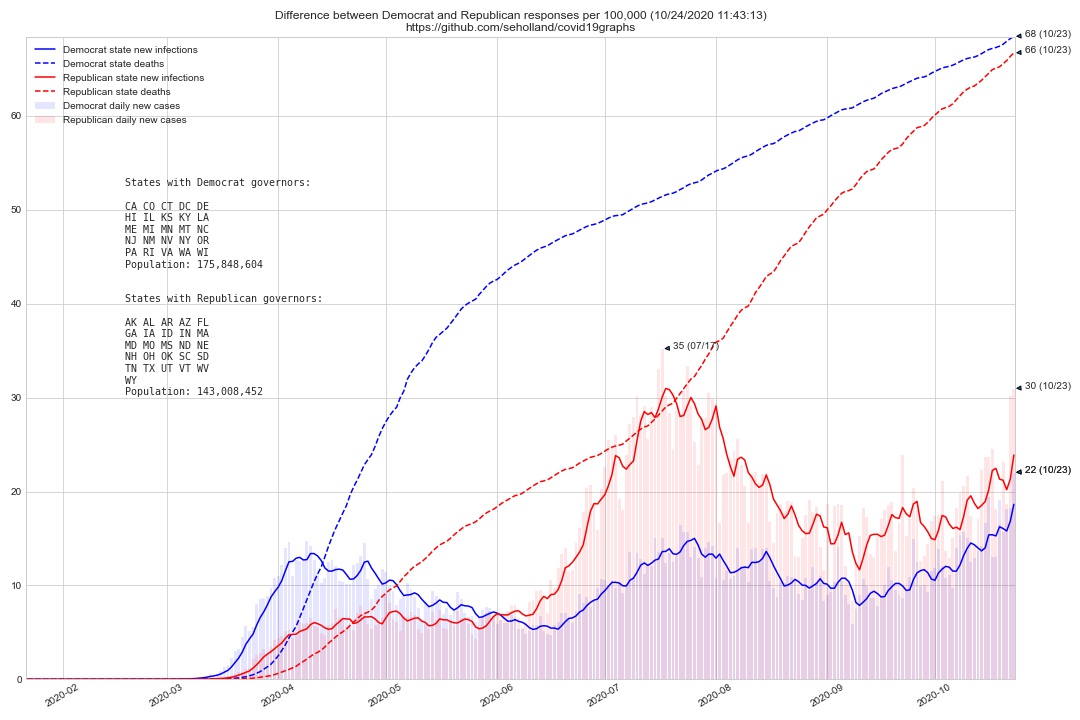 Difference between Democrat and Republican responses per 100,000 (10/24/2020 11:43:13)
https://github.com/seholland/covid19graphs
Democrat state new infections
Democrat state deaths
Republican state new infections
Republican state deaths
Democrat daily new cases
Republican daily new cases
68 (10/23)
66 (10/23)
60
States with Democrat governors:
CA CO CT DC DE
HI IL KS KY LA
ME MI MN MT NC
NJ NM NV NY OR
PA RI VA WA WI
Population: 175,848,604
50
States with Republican governors:
AK AL AR AZ FL
GA IA ID IN MA
MD MO MS ND NE
NH OH OK SC SD
TN TX UT VT WV
WY
Population: 143,008,452
40
35 (07/17)
30
30 (10/23)
22 (10/23)
20
10
0
2020-02
2020-03
2020-04
2020-05
2020-06
2020-07
2020-08
2020-09
2020-10